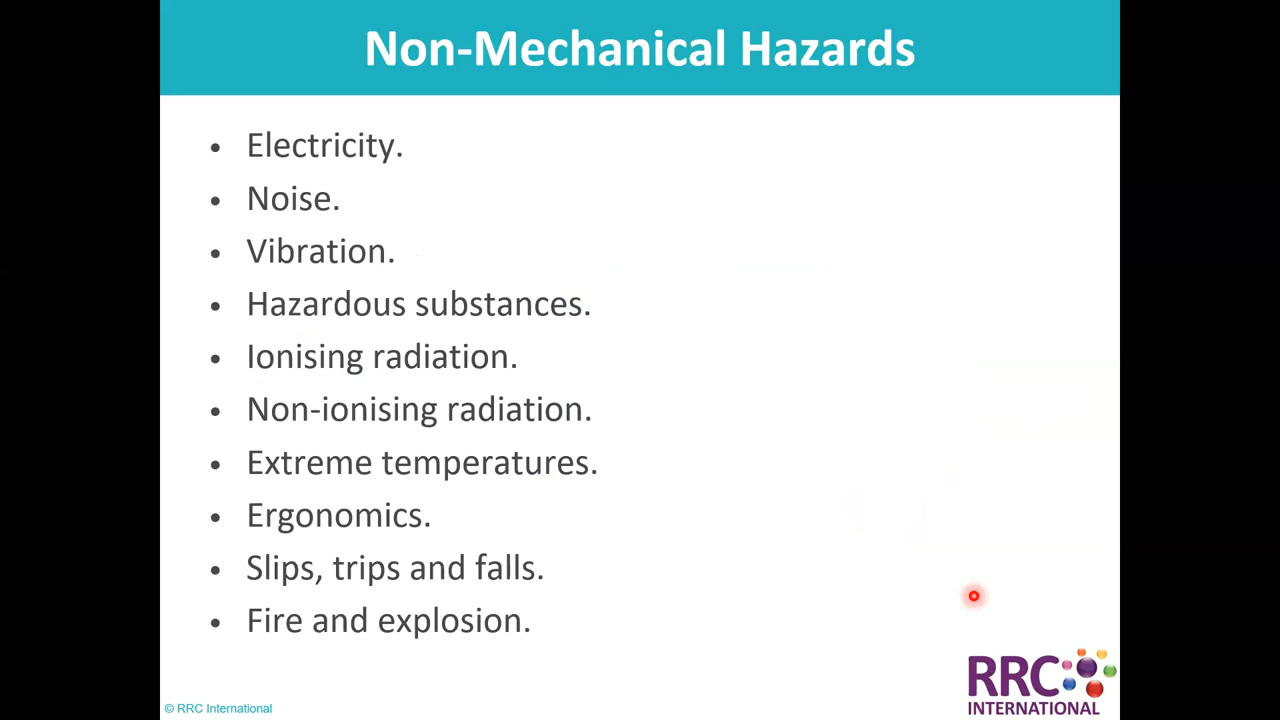 Non-Mechanical Hazards
• Electricity.
• Noise.
• Vibration.
• Hazardous substances.
• Ionising radiation.
• Non-ionising radiation.
• Extreme temperatures.
• Ergonomics.
• Slips, trips and falls.
• Fire and explosion.
RRC
INTERNATIONAL
© RRC International